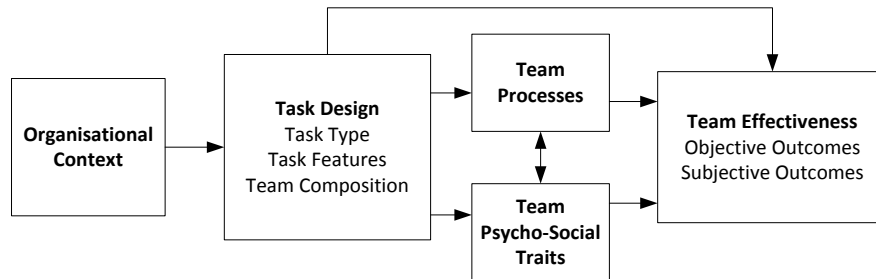 Organisational
Context
Task Design
Task Type
Task Features
Team Composition
Team
Processes
Team
Psycho-Social
Traits
Team Effectiveness
Objective Outcomes
Subjective Outcomes